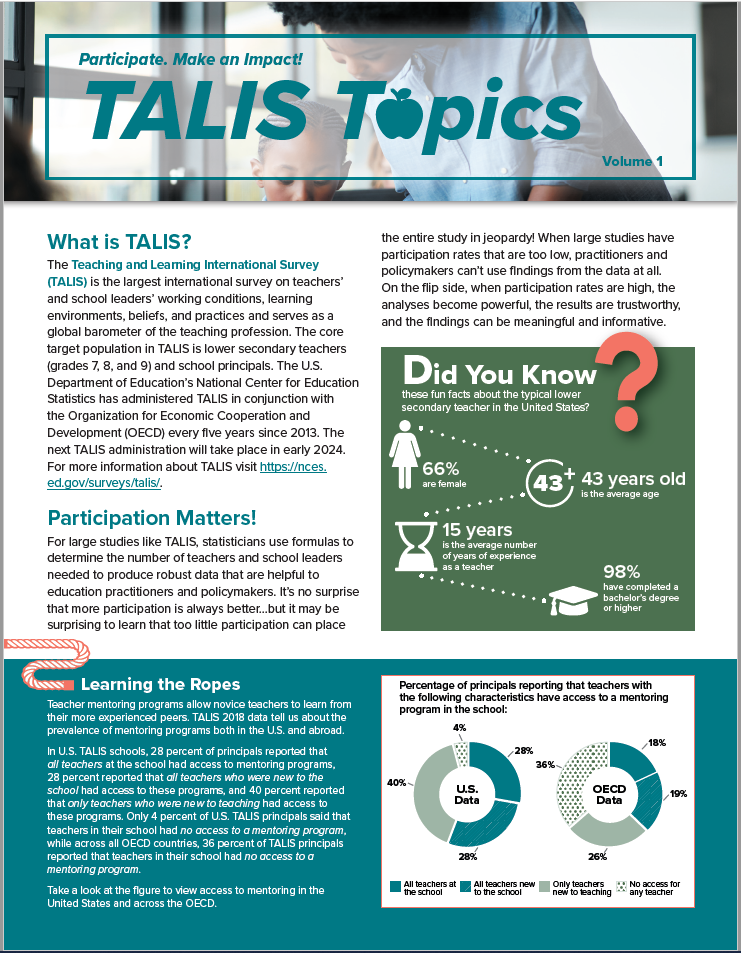 Participate. Make an Impact!
TALIS Topics
Volume 1
What is TALIS?
The Teaching and Learning International Survey
(TALIS) is the largest international survey on teachers’
and school leaders’ working conditions, learning
environments, beliefs, and practices and serves as a
global barometer of the teaching profession. The core
target population in TALIS is lower secondary teachers
(grades 7, 8, and 9) and school principals. The U.S.
Department of Education’s National Center for Education
Statistics has administered TALIS in conjunction with
the Organization for Economic Cooperation and
Development (OECD) every five years since 2013. The
next TALIS administration will take place in early 2024.
For more information about TALIS visit https://nces.
ed.gov/surveys/talis/.
Participation Matters!
For large studies like TALIS, statisticians use formulas to
determine the number of teachers and school leaders
needed to produce robust data that are helpful to
education practitioners and policymakers. It’s no surprise
that more participation is always better...but it may be
surprising to learn that too little participation can place
the entire study in jeopardy! When large studies have
participation rates that are too low, practitioners and
policymakers can’t use findings from the data at all.
On the flip side, when participation rates are high, the
analyses become powerful, the results are trustworthy,
and the findings can be meaningful and informative.
Did You Know?
these fun facts about the typical lower
secondary teacher in the United States?
66%
are female
43+
43 years old
is the average age
15 years
is the average number
of years of experience
as a teacher
98%
have completed a
bachelor’s degree
or higher
Learning the Ropes
Teacher mentoring programs allow novice teachers to learn from
their more experienced peers. TALIS 2018 data tell us about the
prevalence of mentoring programs both in the U.S. and abroad.
In U.S. TALIS schools, 28 percent of principals reported that
all teachers at the school had access to mentoring programs,
28 percent reported that all teachers who were new to the
school had access to these programs, and 40 percent reported
that only teachers who were new to teaching had access to
these programs. Only 4 percent of U.S. TALIS principals said that
teachers in their school had no access to a mentoring program,
while across all OECD countries, 36 percent of TALIS principals
reported that teachers in their school had no access to a
mentoring program.
Take a look at the figure to view access to mentoring in the
United States and across the OECD.
Percentage of principals reporting that teachers with
the following characteristics have access to a mentoring
program in the school:
4%
28%
40%
28%
U.S.
Data
18%
36%
19%
26%
OECD
Data
All teachers at
the school
All teachers new
to the school
Only teachers
new to teaching
No access for
any teacher